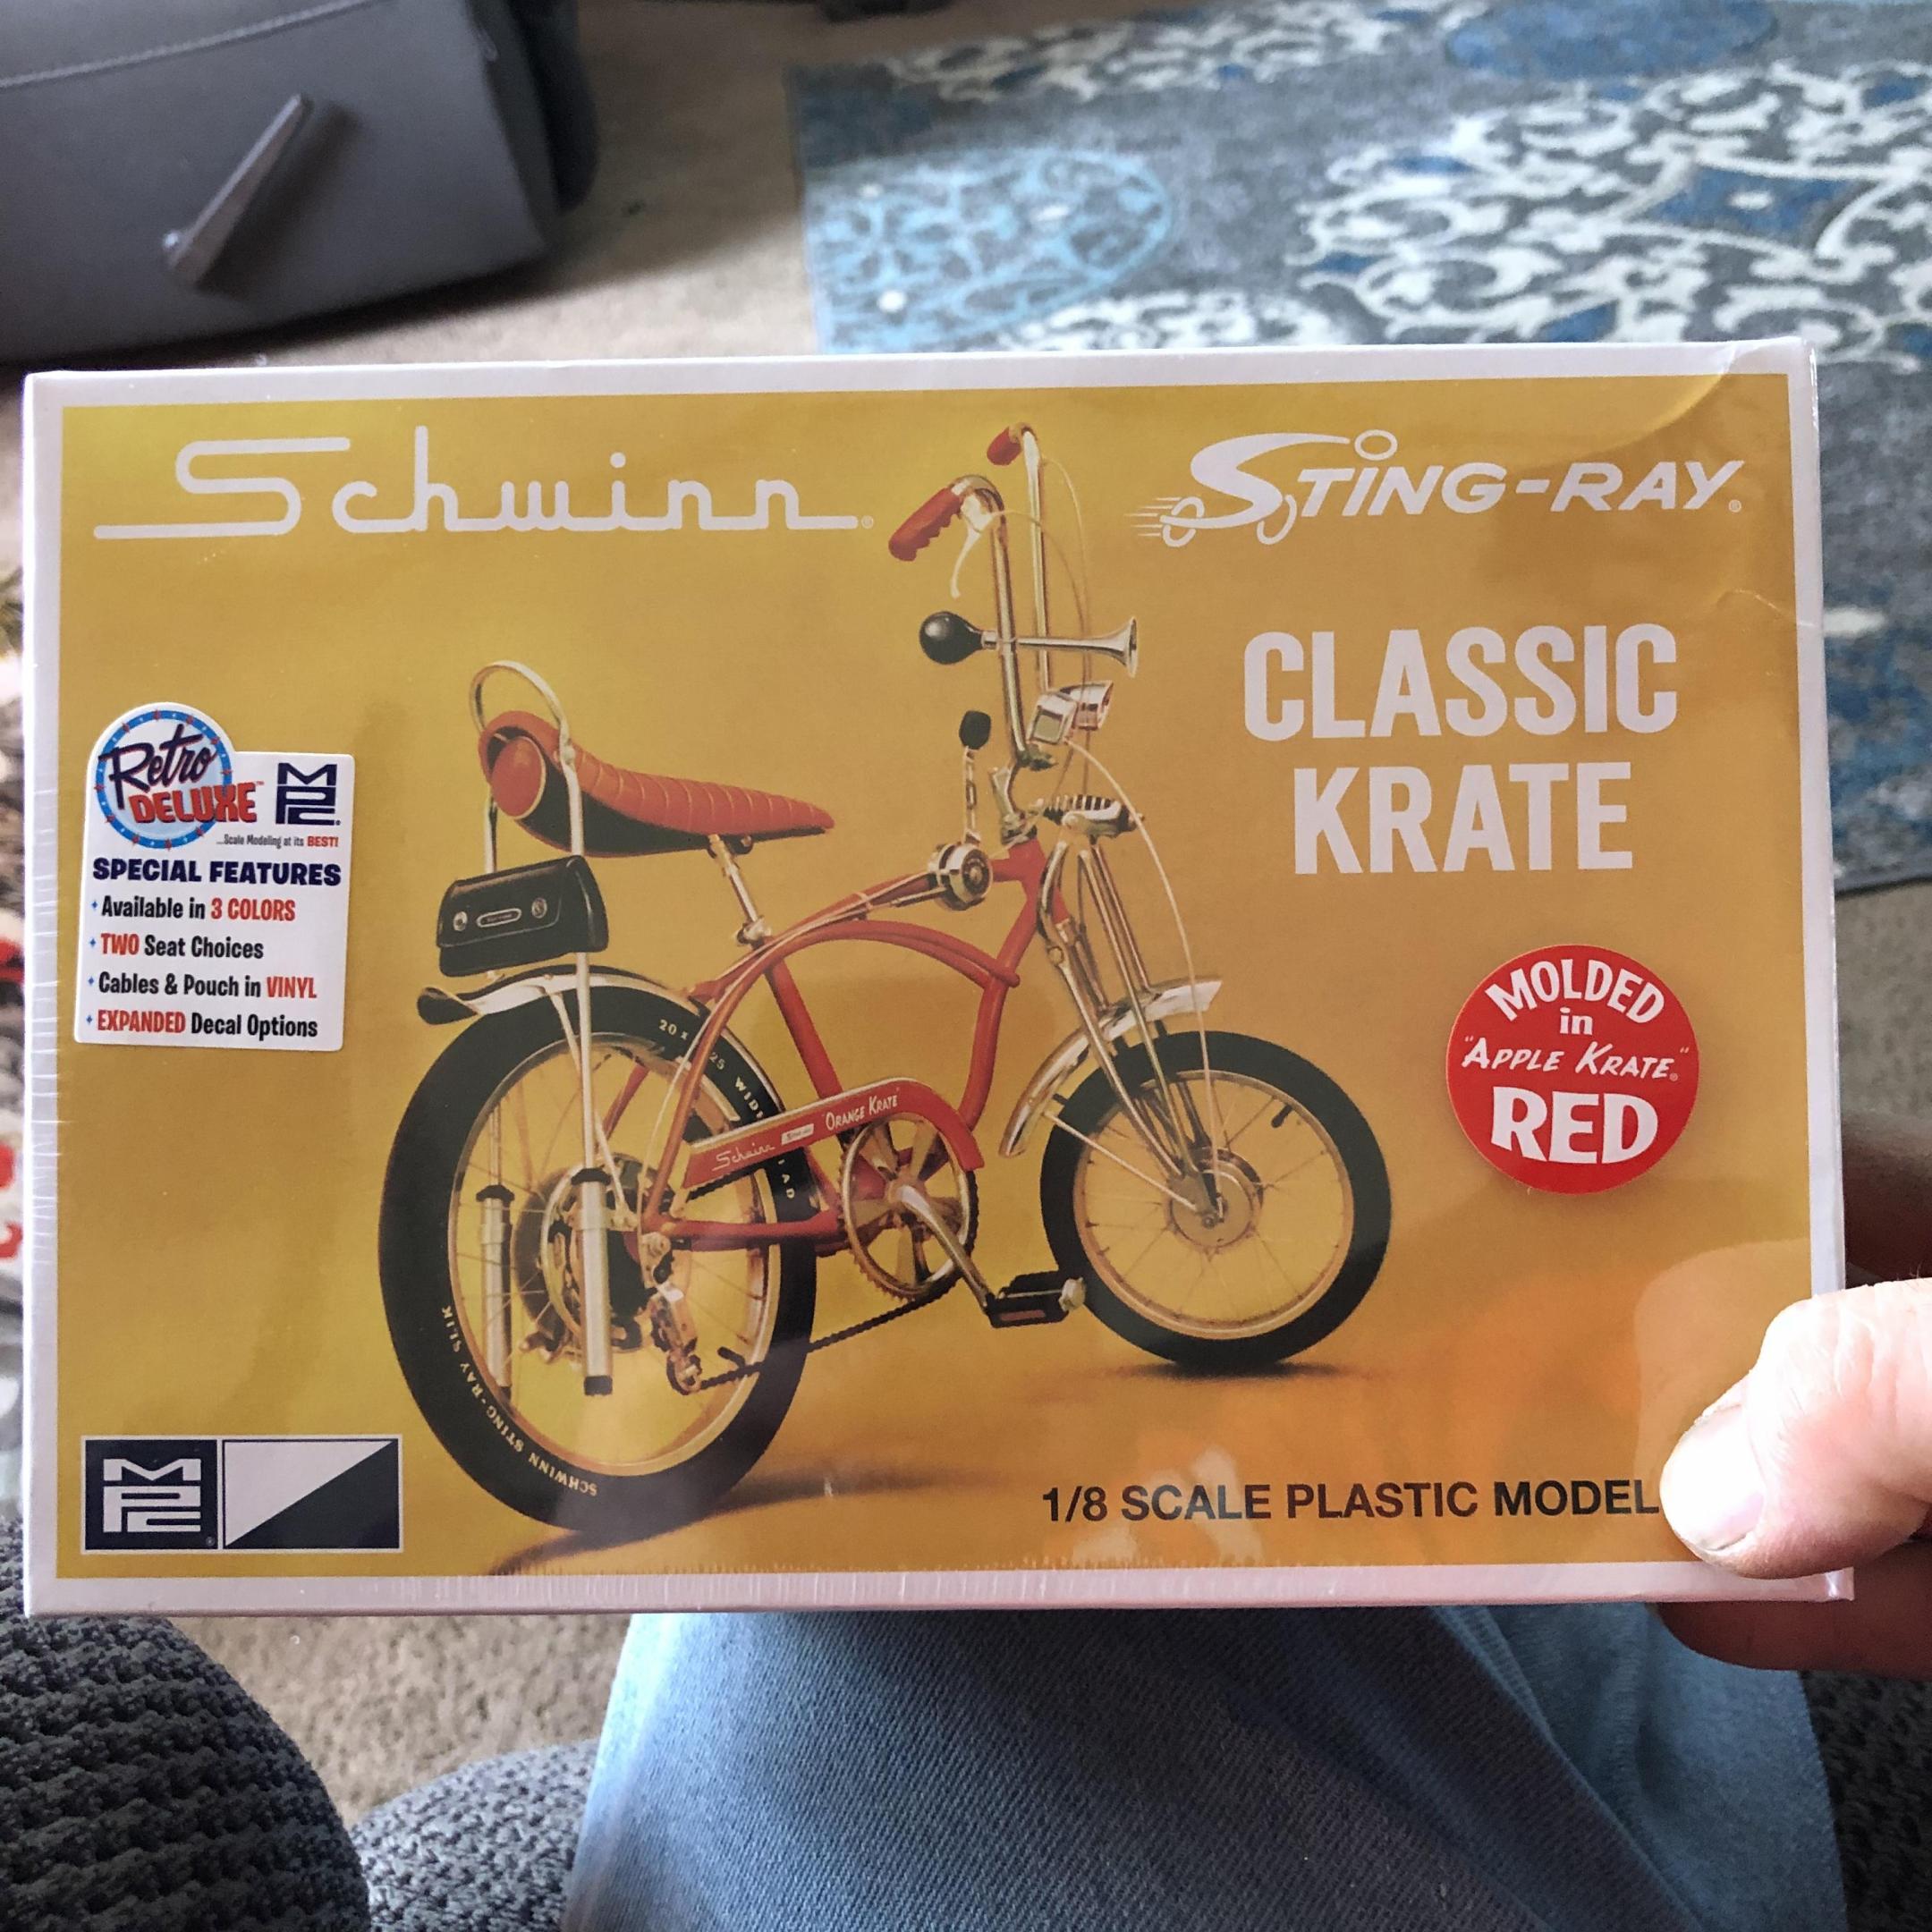 Schwinn®
STING-RAY®
CLASSIC
KRATE
Retro
DELUXE™
MPC®
...Scale Modeling at its BEST!
SPECIAL FEATURES
Available in 3 COLORS
TWO Seat Choices
Cables & Pouch in VINYL
EXPANDED Decal Options
MOLDED
in
"APPLE KRATE"®
RED
20 x
Schwinn
"ORANGE KRATE"
SCHWINN STING-RAY SLIK
MPC®
1/8 SCALE PLASTIC MODEL